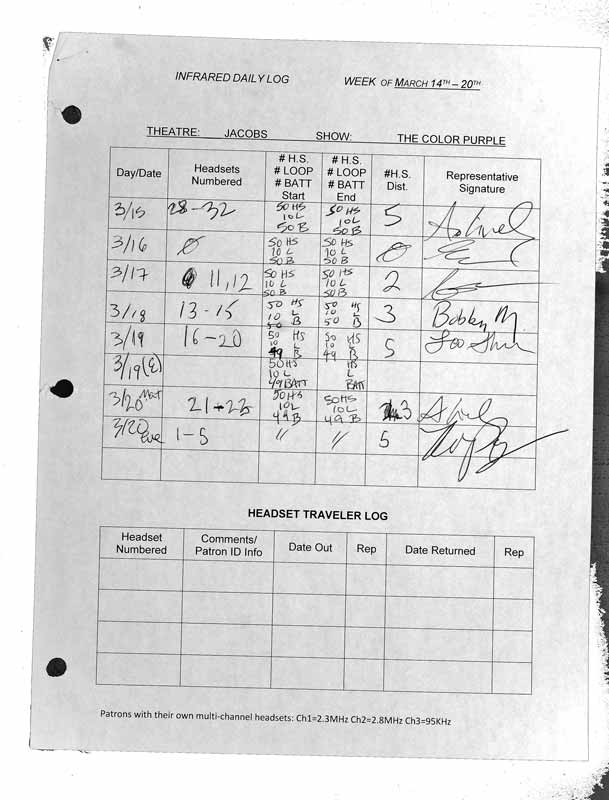 INFRARED DAILY LOG WEEK OF MARCH 14TH – 20TH
THEATRE: JACOBS SHOW: THE COLOR PURPLE
Day/Date Headsets Numbered # H.S. # LOOP # BATT Start # H.S. # LOOP # BATT End #H.S. Dist. Representative Signature
3/15 28-32 50 HS 10 L 50 B 50 HS 10 L 50 B 5
3/16 Ø 50 HS 10 L 50 B 50 HS 10 L 50 B Ø
3/17 11,12 50 HS 10 L 50 B 50 HS 10 L 50 B 2
3/18 13-15 50 HS 10 L 50 B 50 HS 10 L 50 B 3 Bobby M
3/19 16-20 50 HS 10 L 49 B 50 HS 10 L 49 B 5
3/19(E) 50 HS 10 L 49 BATT HS L BATT
3/20 Mat 21-23 50 HS 10 L 49 B 50 HS 10 L 49 B 3
3/20 Eve 1-5 // // 5
HEADSET TRAVELER LOG
Headset Numbered Comments/ Patron ID Info Date Out Rep Date Returned Rep
Patrons with their own multi-channel headsets: Ch1=2.3MHz Ch2=2.8MHz Ch3=95KHz